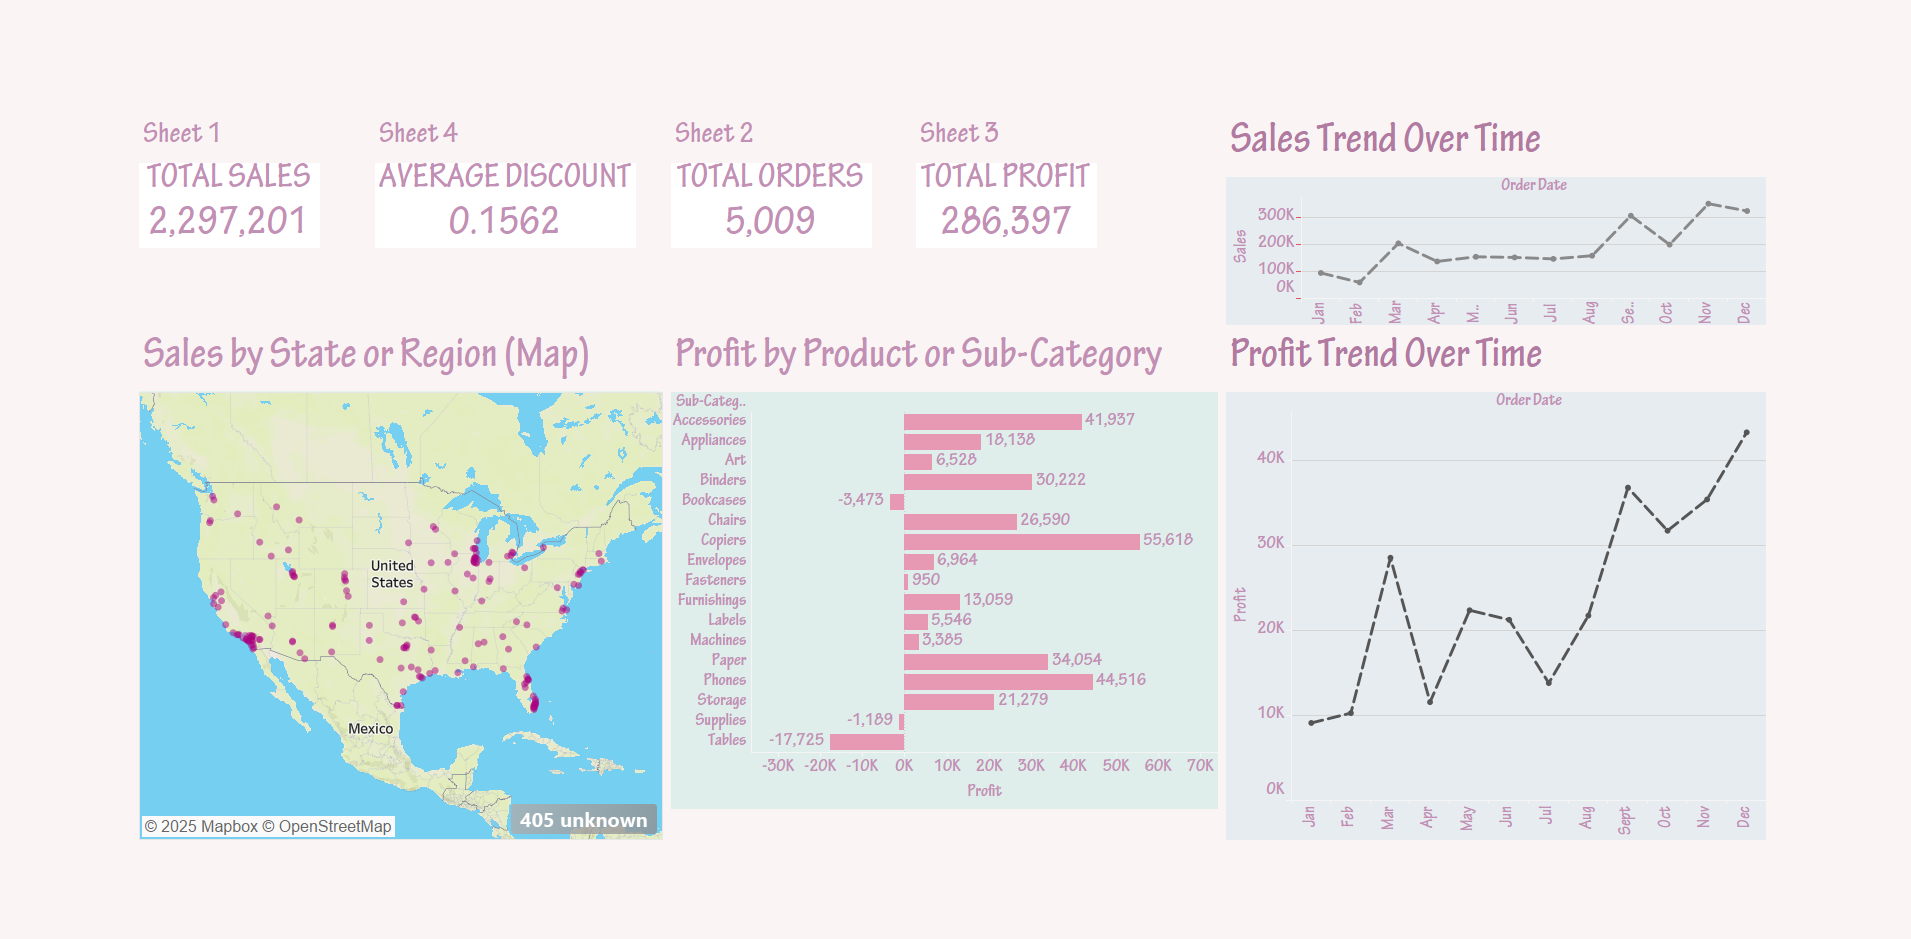 Sheet 1
TOTAL SALES
2,297,201
Sheet 4
AVERAGE DISCOUNT
0.1562
Sheet 2
TOTAL ORDERS
5,009
Sheet 3
TOTAL PROFIT
286,397
Sales Trend Over Time
Order Date
Sales
300K
200K
100K
0K
Jan Feb Mar Apr M.. Jun Jul Aug Se.. Oct Nov Dec
Sales by State or Region (Map)
United
States
Mexico
© 2025 Mapbox © OpenStreetMap
405 unknown
Profit by Product or Sub-Category
Sub-Categ..
Accessories 41,937
Appliances 18,138
Art 6,528
Binders 30,222
Bookcases -3,473
Chairs 26,590
Copiers 55,618
Envelopes 6,964
Fasteners 950
Furnishings 13,059
Labels 5,546
Machines 3,385
Paper 34,054
Phones 44,516
Storage 21,279
Supplies -1,189
Tables -17,725
-30K -20K -10K 0K 10K 20K 30K 40K 50K 60K 70K
Profit
Profit Trend Over Time
Order Date
Profit
40K
30K
20K
10K
0K
Jan Feb Mar Apr May Jun Jul Aug Sept Oct Nov Dec